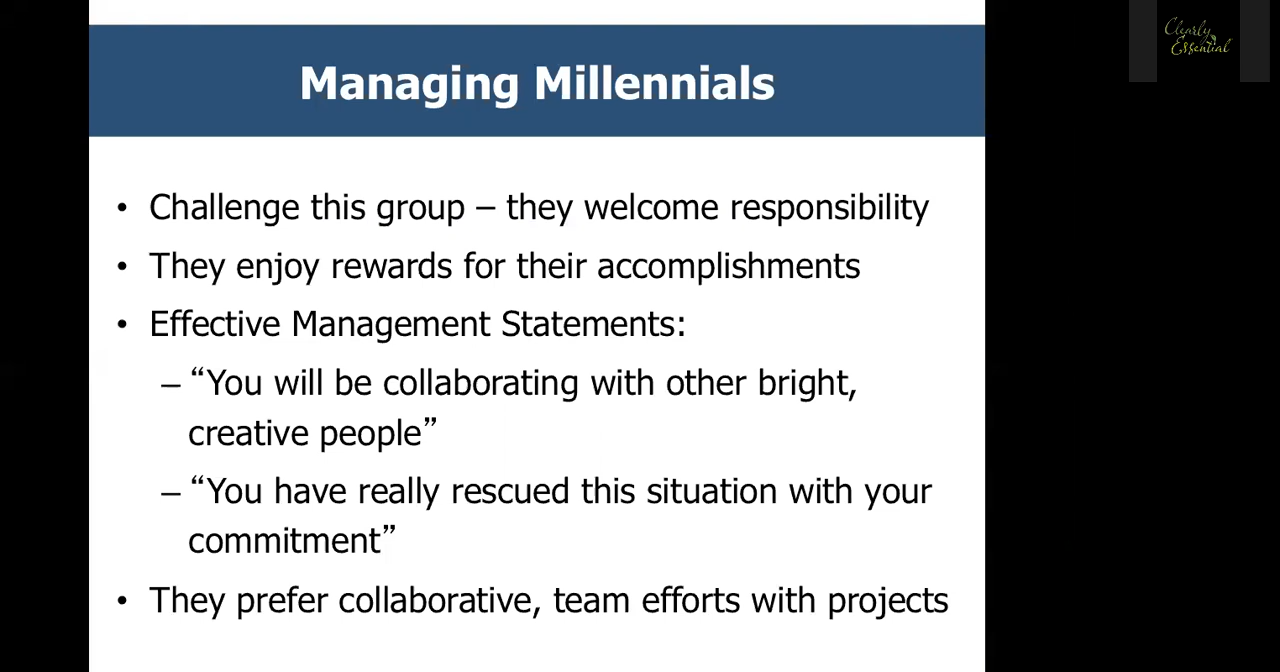 Clearly
Essential
Managing Millennials
• Challenge this group – they welcome responsibility
• They enjoy rewards for their accomplishments
• Effective Management Statements:
– “You will be collaborating with other bright,
creative people”
– “You have really rescued this situation with your
commitment”
• They prefer collaborative, team efforts with projects